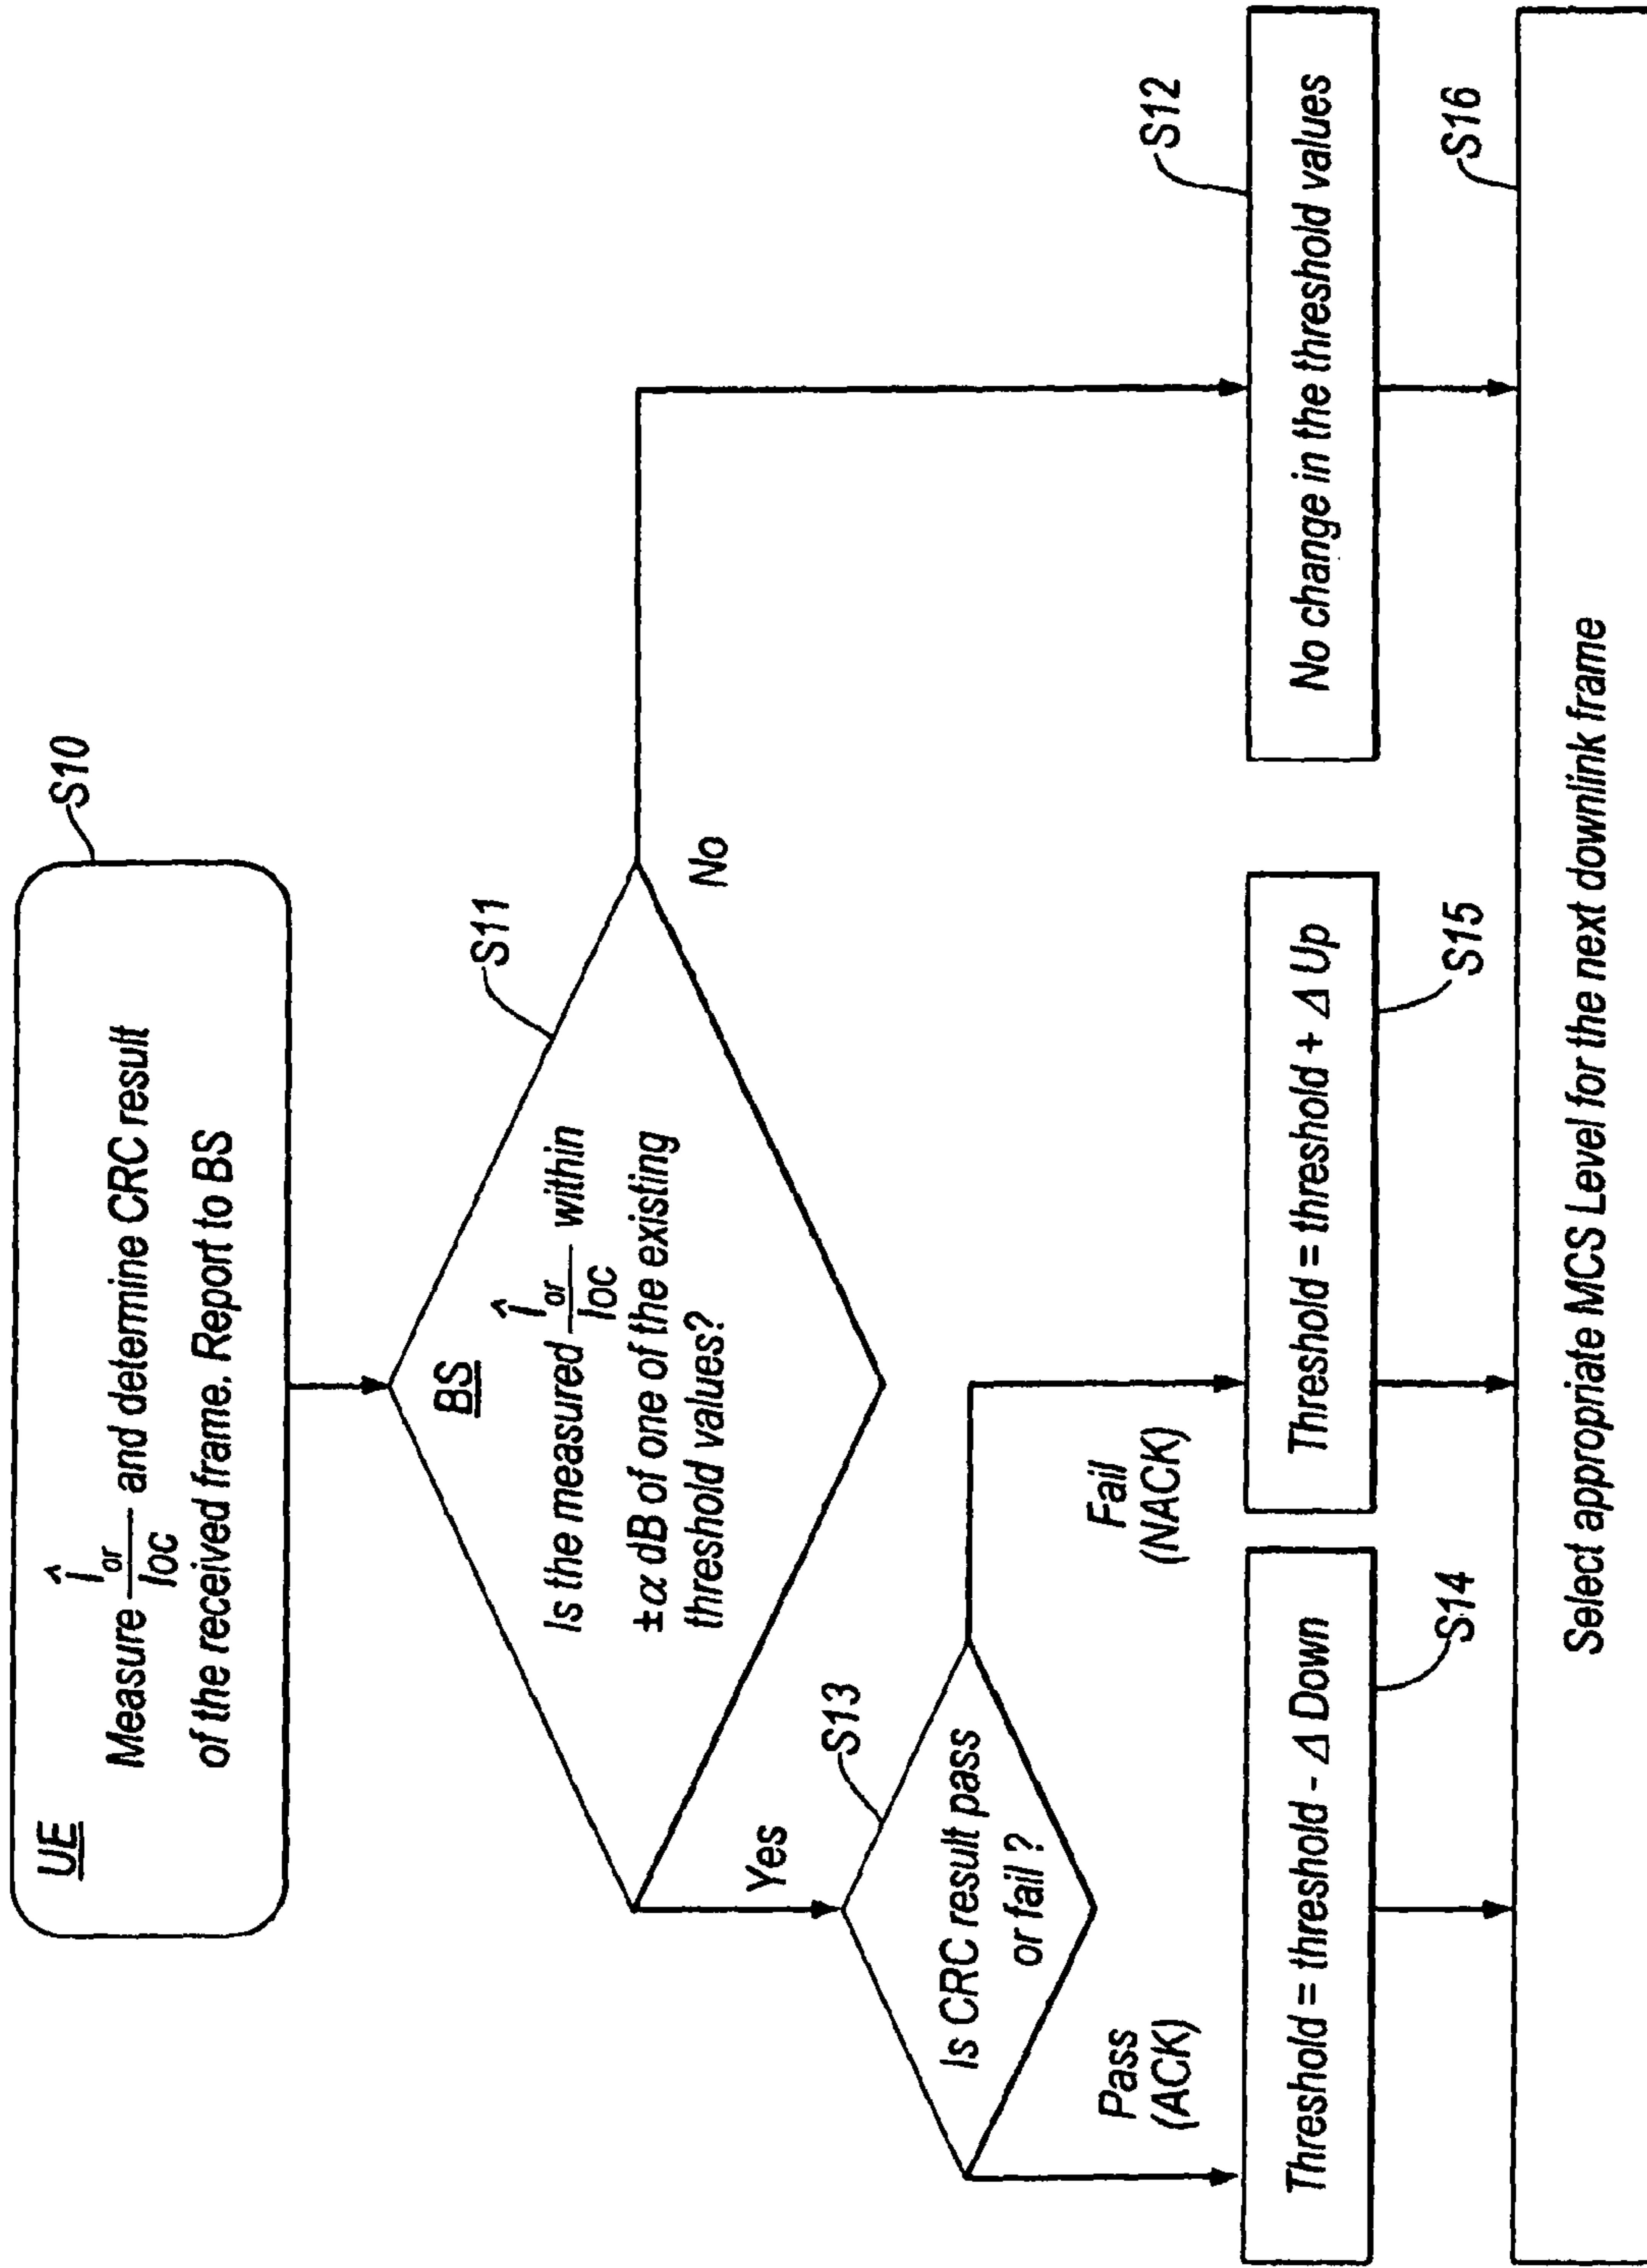 S10
UE
Measure Îor/Ioc and determine CRC result
of the received frame. Report to BS
S11
BS
Is the measured Îor/Ioc within
±α dB of one of the existing
threshold values?
No
Yes
S13
Is CRC result pass
or fail ?
Pass
(ACK)
Fail
(NACK)
S12
Threshold = threshold - Δ Down
Threshold = threshold + Δ Up
No change in the threshold values
S14
S15
S16
Select appropriate MCS Level for the next downlink frame